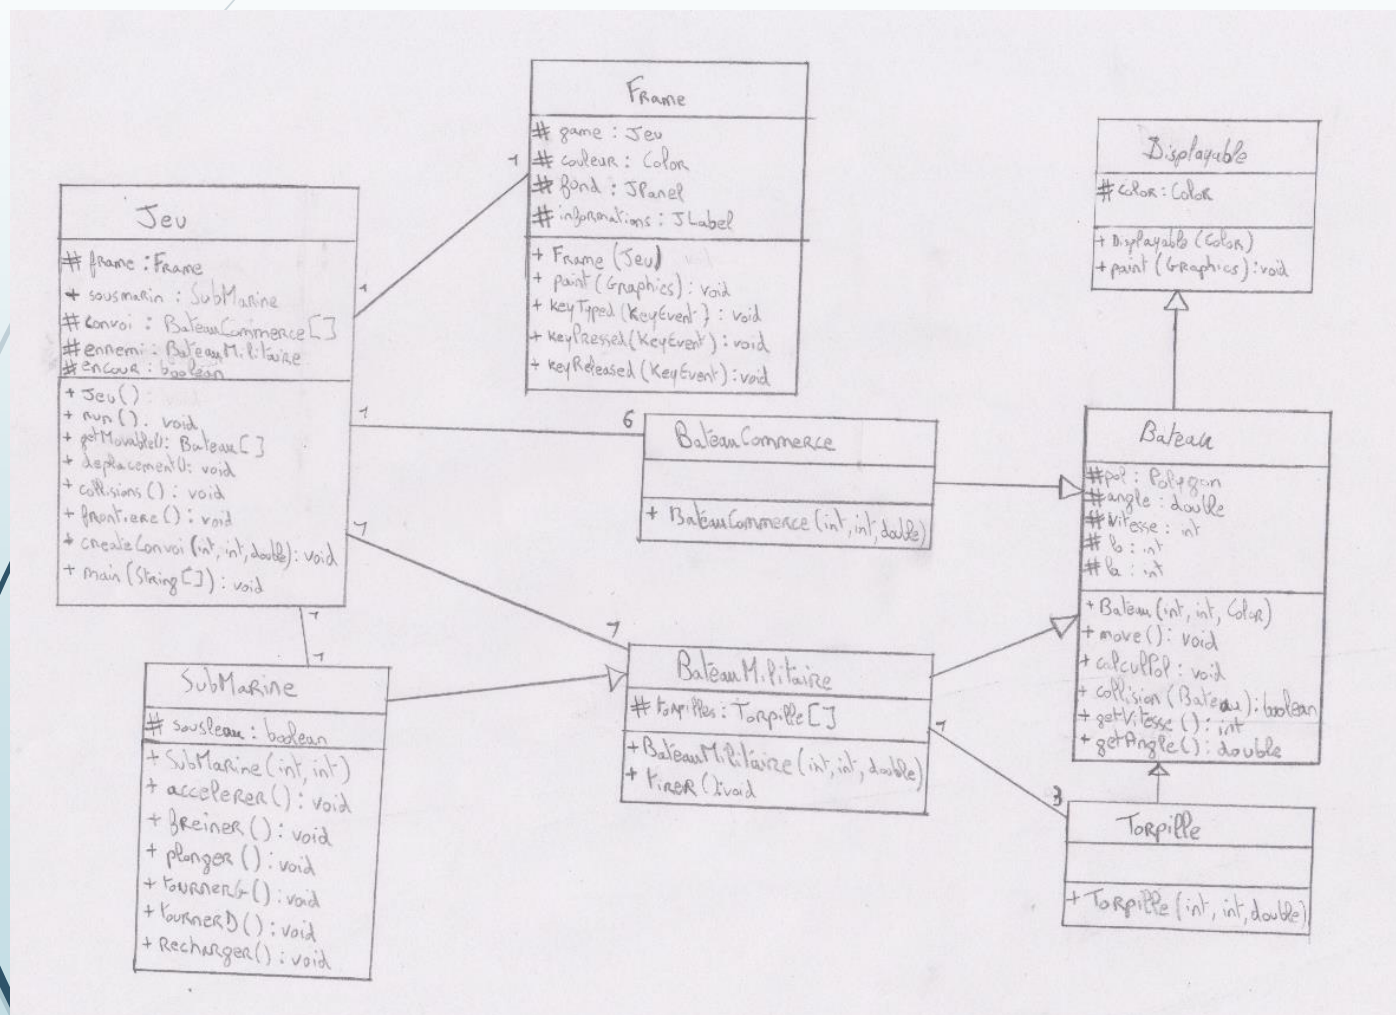 Jeu
# frame : Frame
+ sousmarin : SubMarine
# convoi : BateauCommerce []
# ennemi : BateauMilitaire
# encour : boolean
+ Jeu()
+ run() : void
+ getMovable() : Bateau []
+ deplacement() : void
+ collisions () : void
+ frontiere () : void
+ createConvoi (int, int, double) : void
+ main (String []) : void
1
1
Frame
# game : Jeu
# couleur : Color
# fond : JPanel
# informations : JLabel
+ Frame (Jeu)
+ paint (Graphics) : void
+ keyTyped (KeyEvent) : void
+ keyPressed (KeyEvent) : void
+ keyReleased (KeyEvent) : void
Displayable
# color : Color
+ Displayable (Color)
+ paint (Graphics) : void
1
6
BateauCommerce
+ BateauCommerce (int, int, double)
Bateau
# pol : Polygon
# angle : double
# vitesse : int
# lo : int
# la : int
+ Bateau (int, int, Color)
+ move () : void
+ calculPol : void
+ collision (Bateau) : boolean
+ getVitesse () : int
+ getAngle () : double
1
1
BateauMilitaire
# torpilles : Torpille []
+ BateauMilitaire (int, int, double)
+ tirer () : void
1
1
SubMarine
# sousleau : boolean
+ SubMarine (int, int)
+ accelerer () : void
+ freiner () : void
+ plonger () : void
+ tournerG () : void
+ tournerD () : void
+ recharger () : void
1
3
Torpille
+ Torpille (int, int, double)